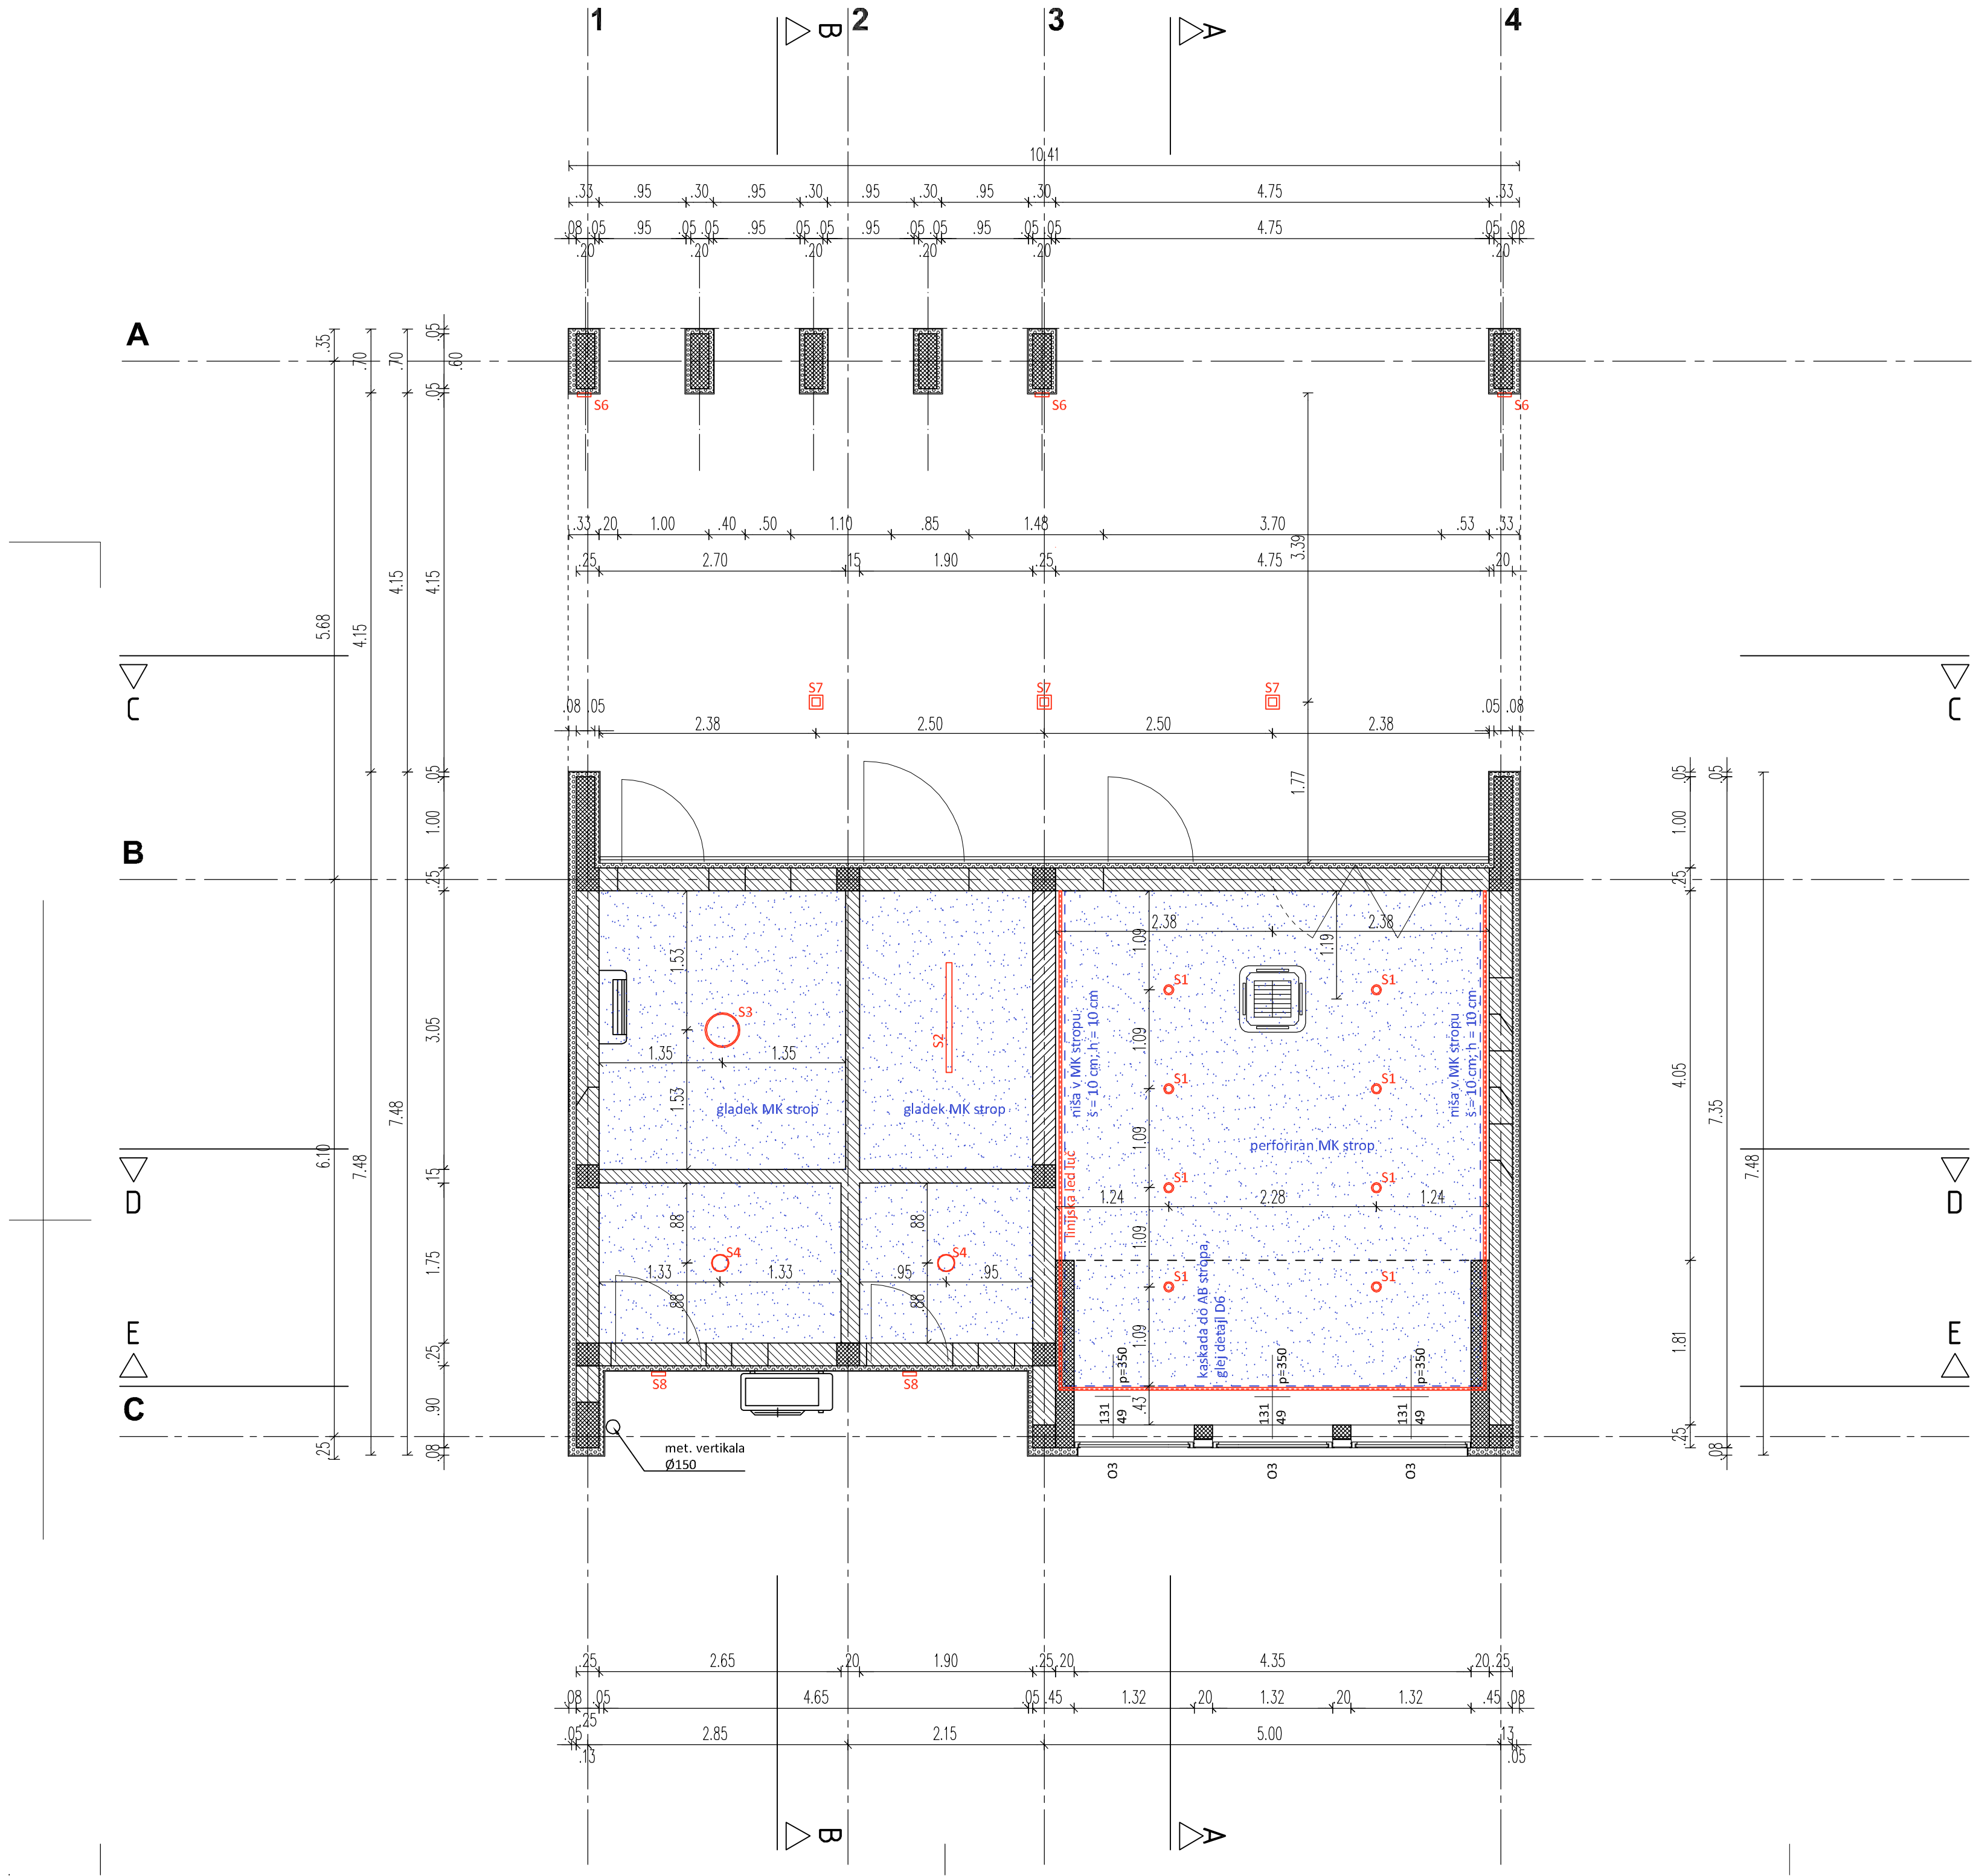 1
B
2
3
A
4
10.41
.33 .95 .30 .95 .30 .95 .30 .95 .30 4.75 .33
.08 .05 .95 .05 .05 .95 .05 .05 .95 .05 .05 .95 .05 .05 4.75 .05 .08
.20 .20 .20 .20 .20 .20
A
.35
.70
.70
.05
.60
.05
S6
S6
S6
.33 .20 1.00 .40 .50 1.10 .85 1.48 3.70 .53 .33
3.39
.25 2.70 .15 1.90 .25 4.75 .20
5.68
4.15
4.15
4.15
C
C
S7
S7
S7
.08 .05 2.38 2.50 2.50 2.38 .05 .08
1.77
.05
1.00
.05
1.00
.05
B
.25
.25
2.38 2.38
1.09
1.19
1.53
S3
S1
S1
niša v MK stropu
š = 10 cm; h = 10 cm
niša v MK stropu
š = 10 cm; h = 10 cm
S2
3.05
1.35 1.35
1.09
1.53
S1
S1
gladek MK strop
gladek MK strop
4.05
7.35
7.48
7.48
6.10
7.48
perforiran MK strop
linijska led luč
1.09
D
D
.15
S1
S1
1.24 2.28 1.24
.88
.88
S4
S4
1.33 1.33
.95 .95
1.75
.88
.88
1.09
S1
S1
kaskada do AB stropa,
glej detajl D6
1.09
E
E
.25
1.81
S8
S8
p=350
p=350
p=350
131
49
131
49
131
49
.43
C
.90
.25
.08
.25
.08
met. vertikala
Ø150
O3
O3
O3
.25 2.65 .20 1.90 .25 .20 4.35 .20 .25
.08 .05 4.65 .05 .45 1.32 .20 1.32 .20 1.32 .45 .08
.25
.05 2.85 2.15 5.00 .13
.13
.05
B
A